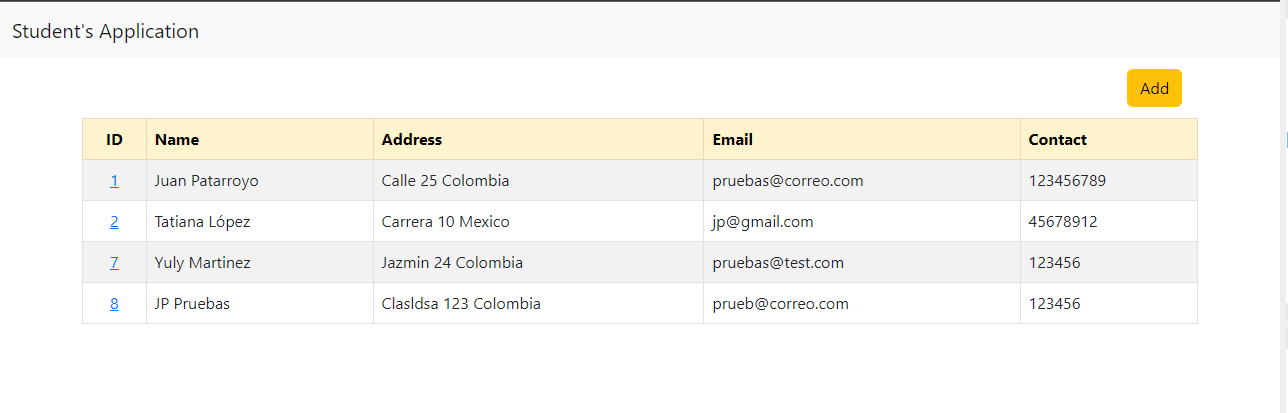 Student's Application
Add
ID Name Address Email Contact
1 Juan Patarroyo Calle 25 Colombia pruebas@correo.com 123456789
2 Tatiana López Carrera 10 Mexico jp@gmail.com 45678912
7 Yuly Martinez Jazmin 24 Colombia pruebas@test.com 123456
8 JP Pruebas Clasldsa 123 Colombia prueb@correo.com 123456